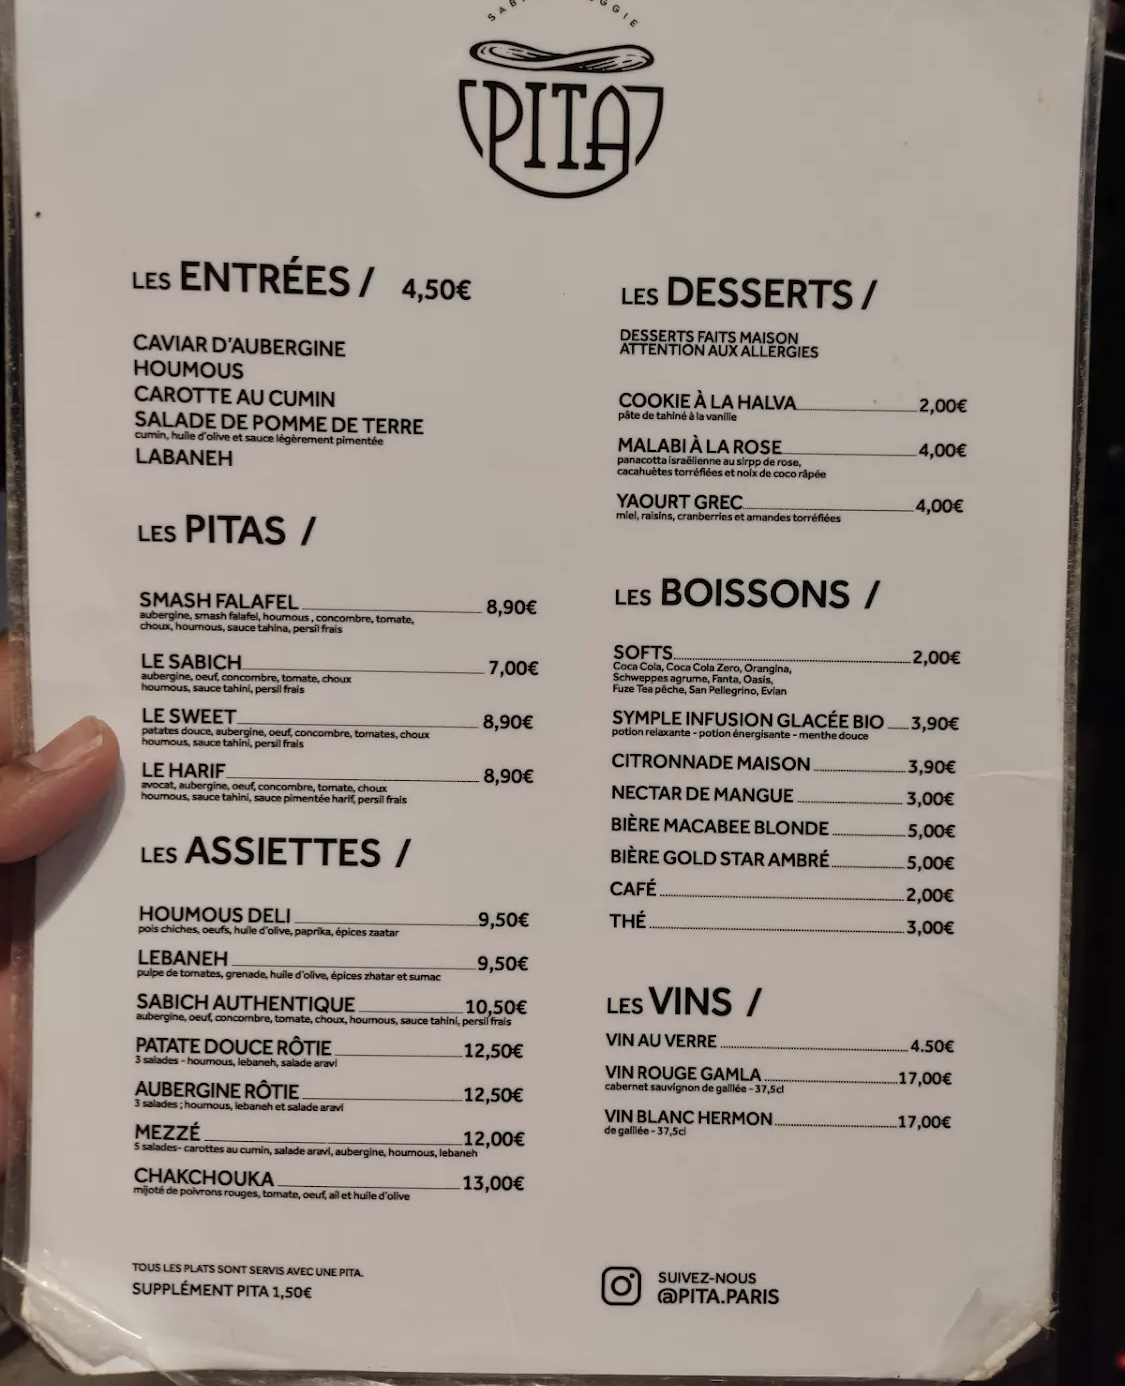 PITA
LES ENTRÉES / 4,50€
CAVIAR D'AUBERGINE
HOUMOUS
CAROTTE AU CUMIN
SALADE DE POMME DE TERRE
cumin, huile d'olive et sauce légèrement pimentée
LABANEH
LES PITAS /
SMASH FALAFEL 8,90€
aubergine, smash falafel, houmous, concombre, tomate,
choux, houmous, sauce tahina, persil frais
LE SABICH 7,00€
aubergine, oeuf, concombre, tomate, choux
houmous, sauce tahini, persil frais
LE SWEET 8,90€
patates douce, aubergine, oeuf, concombre, tomates, choux
houmous, sauce tahini, persil frais
LE HARIF 8,90€
avocat, aubergine, oeuf, concombre, tomate, choux
houmous, sauce tahini, sauce pimentée harif, persil frais
LES ASSIETTES /
HOUMOUS DELI 9,50€
pois chiches, oeufs, huile d'olive, paprika, épices zaatar
LEBANEH 9,50€
pulpe de tomates, grenade, huile d'olive, épices zhatar et sumac
SABICH AUTHENTIQUE 10,50€
aubergine, oeuf, concombre, tomate, choux, houmous, sauce tahini, persil frais
PATATE DOUCE RÔTIE 12,50€
3 salades - houmous, lebaneh, salade aravi
AUBERGINE RÔTIE 12,50€
3 salades ; houmous, lebaneh et salade aravi
MEZZÉ 12,00€
5 salades- carottes au cumin, salade aravi, aubergine, houmous, lebaneh
CHAKCHOUKA 13,00€
mijoté de poivrons rouges, tomate, oeuf, ail et huile d'olive
TOUS LES PLATS SONT SERVIS AVEC UNE PITA.
SUPPLÉMENT PITA 1,50€
LES DESSERTS /
DESSERTS FAITS MAISON
ATTENTION AUX ALLERGIES
COOKIE À LA HALVA 2,00€
pâte de tahiné à la vanille
MALABI À LA ROSE 4,00€
panacotta israélienne au sirpp de rose,
cacahuètes torréfiées et noix de coco râpée
YAOURT GREC 4,00€
miel, raisins, cranberries et amandes torréfiées
LES BOISSONS /
SOFTS 2,00€
Coca Cola, Coca Cola Zero, Orangina,
Schweppes agrume, Fanta, Oasis,
Fuze Tea pêche, San Pellegrino, Evian
SYMPLE INFUSION GLACÉE BIO 3,90€
potion relaxante - potion énergisante - menthe douce
CITRONNADE MAISON 3,90€
NECTAR DE MANGUE 3,00€
BIÈRE MACABEE BLONDE 5,00€
BIÈRE GOLD STAR AMBRÉ 5,00€
CAFÉ 2,00€
THÉ 3,00€
LES VINS /
VIN AU VERRE 4.50€
VIN ROUGE GAMLA 17,00€
cabernet sauvignon de galilée - 37,5cl
VIN BLANC HERMON 17,00€
de galilée - 37,5cl
SUIVEZ-NOUS
@PITA.PARIS